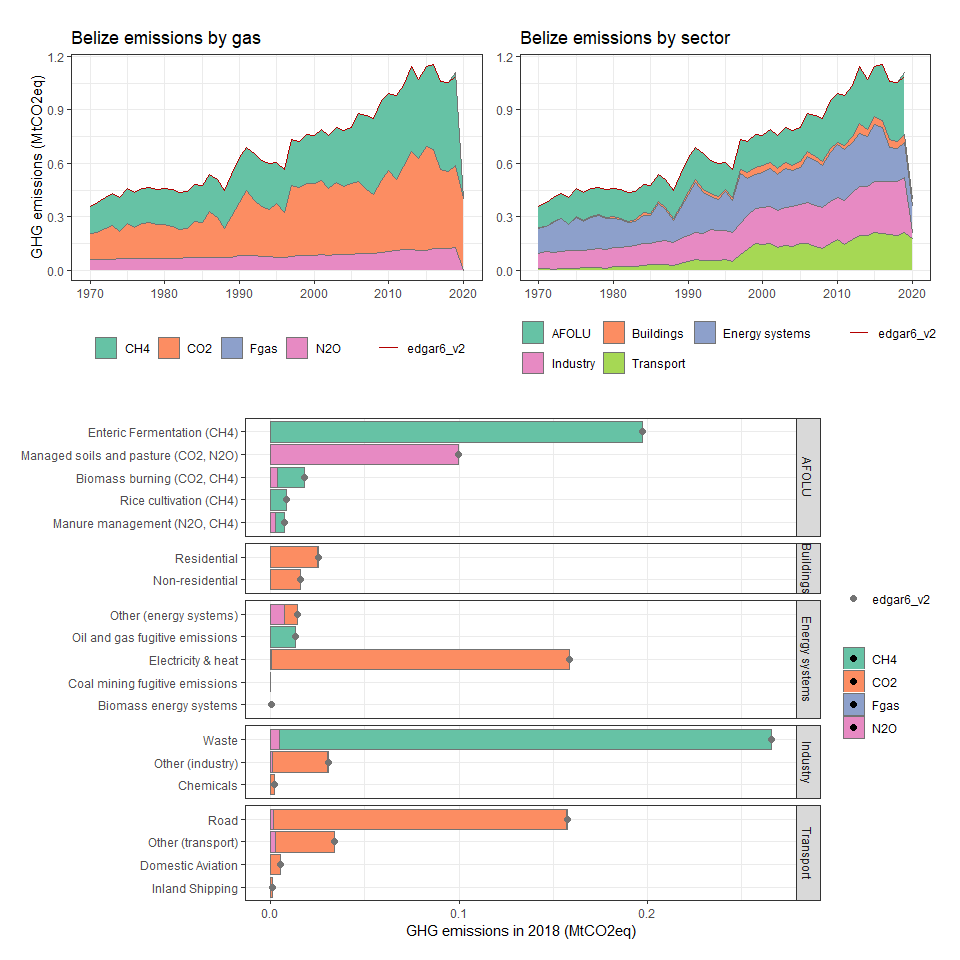 Belize emissions by gas
GHG emissions (MtCO2eq)
1.2
0.9
0.6
0.3
0.0
1970
1980
1990
2000
2010
2020
CH4
CO2
Fgas
N2O
edgar6_v2
Belize emissions by sector
1.2
0.9
0.6
0.3
0.0
1970
1980
1990
2000
2010
2020
AFOLU
Buildings
Energy systems
edgar6_v2
Industry
Transport
Enteric Fermentation (CH4)
Managed soils and pasture (CO2, N2O)
Biomass burning (CO2, CH4)
Rice cultivation (CH4)
Manure management (N2O, CH4)
AFOLU
Residential
Non-residential
Buildings
Other (energy systems)
Oil and gas fugitive emissions
Electricity & heat
Coal mining fugitive emissions
Biomass energy systems
Energy systems
Waste
Other (industry)
Chemicals
Industry
Road
Other (transport)
Domestic Aviation
Inland Shipping
Transport
0.0
0.1
0.2
GHG emissions in 2018 (MtCO2eq)
edgar6_v2
CH4
CO2
Fgas
N2O